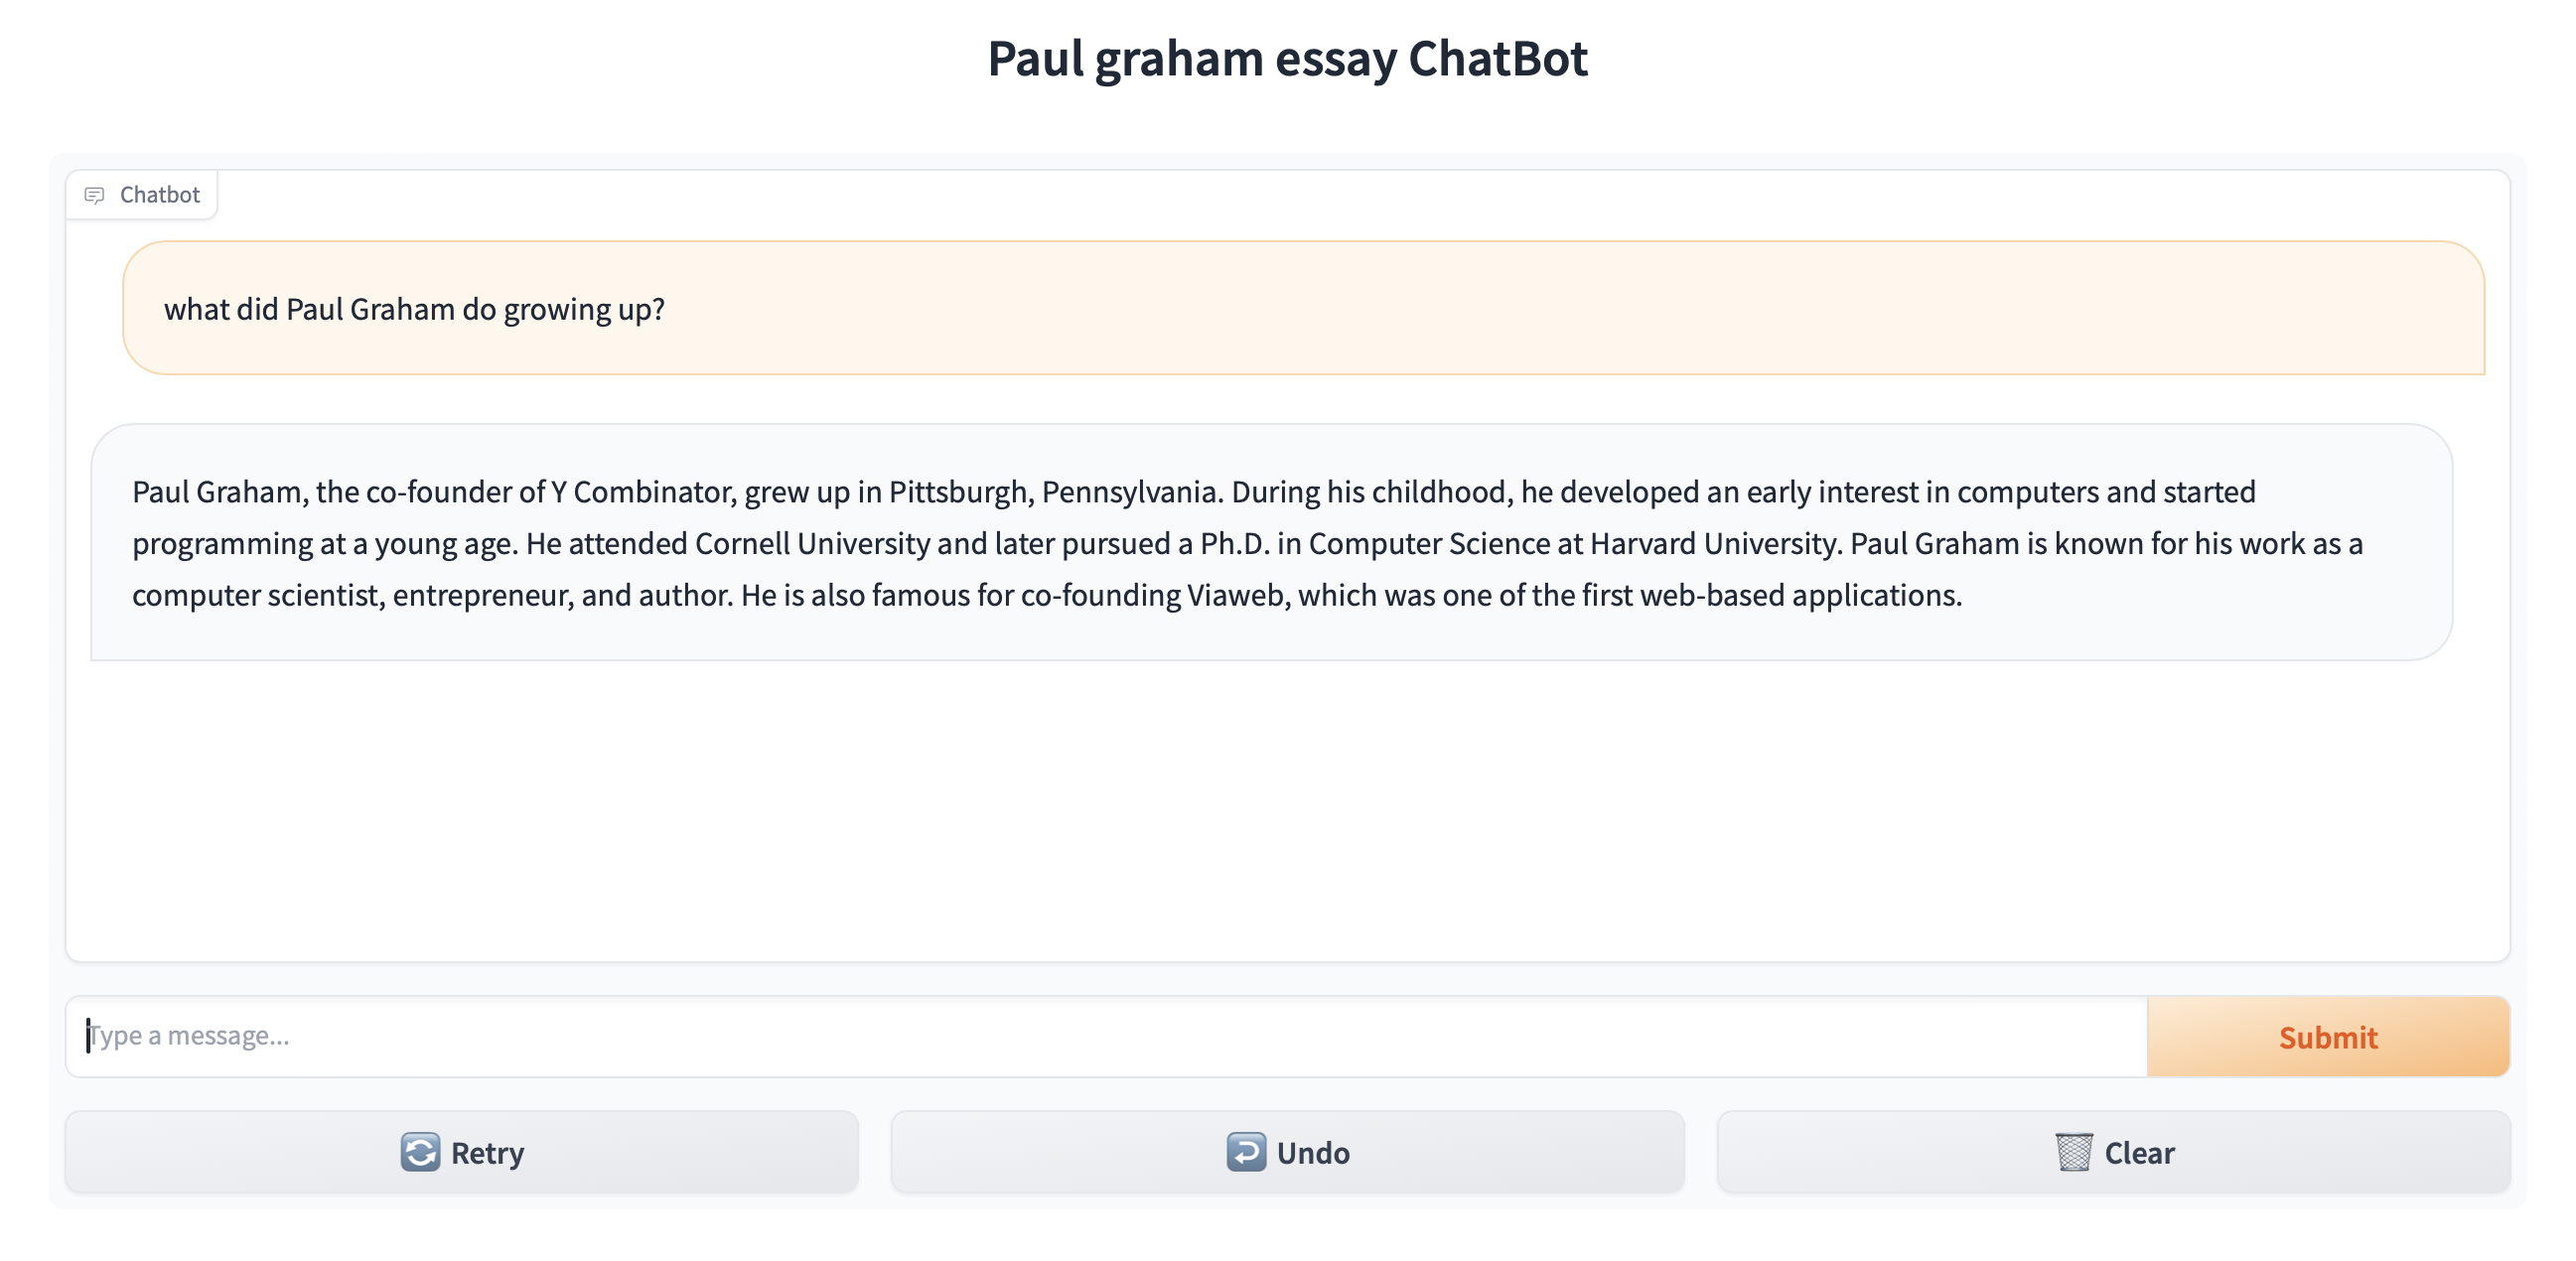 Paul graham essay ChatBot
Chatbot
what did Paul Graham do growing up?
Paul Graham, the co-founder of Y Combinator, grew up in Pittsburgh, Pennsylvania. During his childhood, he developed an early interest in computers and started
programming at a young age. He attended Cornell University and later pursued a Ph.D. in Computer Science at Harvard University. Paul Graham is known for his work as a
computer scientist, entrepreneur, and author. He is also famous for co-founding Viaweb, which was one of the first web-based applications.
Type a message...
Submit
Retry
Undo
Clear